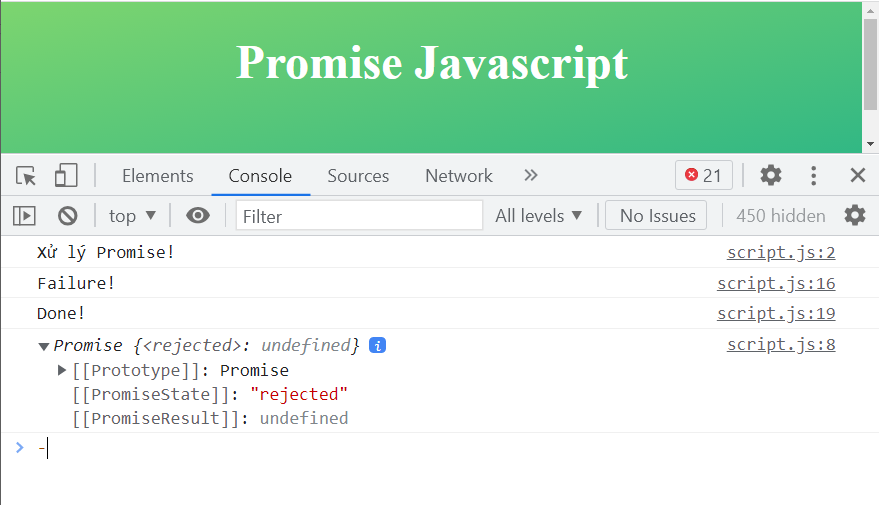 Promise Javascript
Elements Console Sources Network » 21
top ▼ Filter All levels ▼ No Issues 450 hidden
Xử lý Promise! script.js:2
Failure! script.js:16
Done! script.js:19
▼Promise {<rejected>: undefined} i script.js:8
▶[[Prototype]]: Promise
[[PromiseState]]: "rejected"
[[PromiseResult]]: undefined
> -